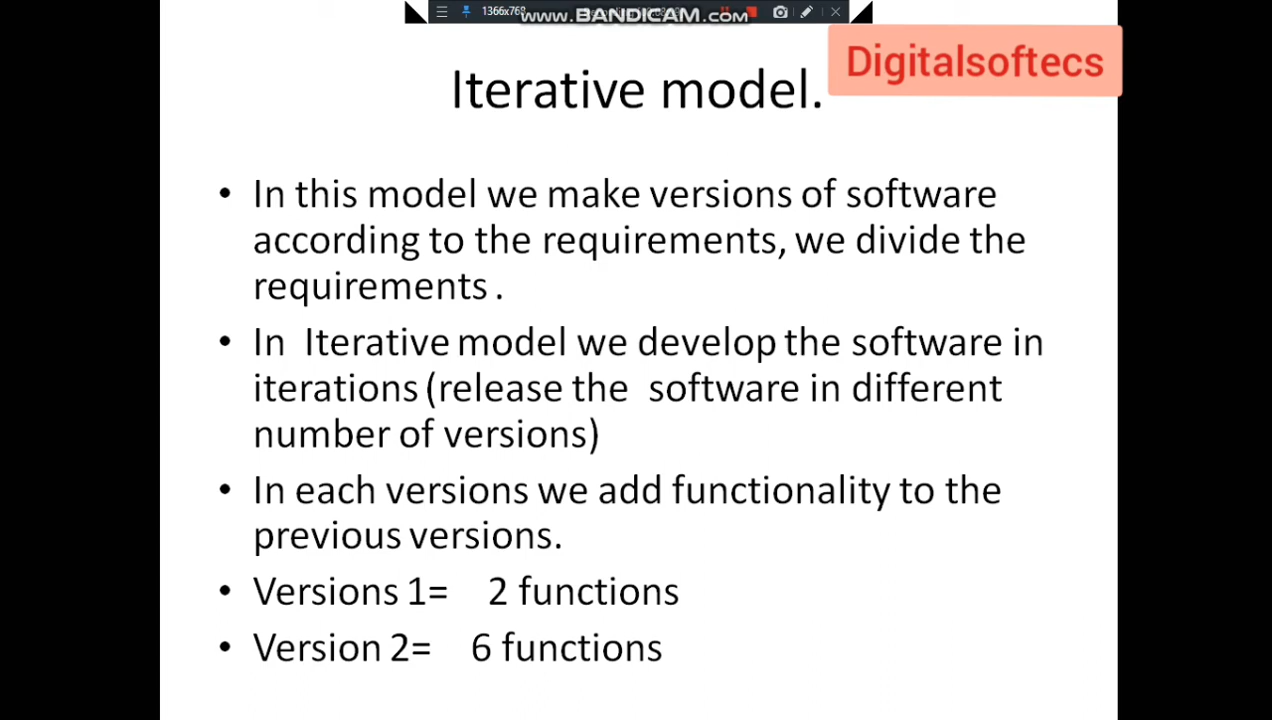 1366x768
www.BANDICAM.com
Digitalsoftecs
Iterative model.
• In this model we make versions of software
according to the requirements, we divide the
requirements .
• In Iterative model we develop the software in
iterations (release the software in different
number of versions)
• In each versions we add functionality to the
previous versions.
• Versions 1= 2 functions
• Version 2= 6 functions